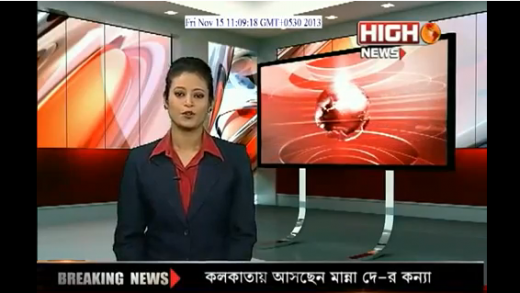 Fri Nov 15 11:09:18 GMT+0530 2013
HIGH
NEWS
BREAKING NEWS
কলকাতায় আসছেন মান্না দে-র কন্যা